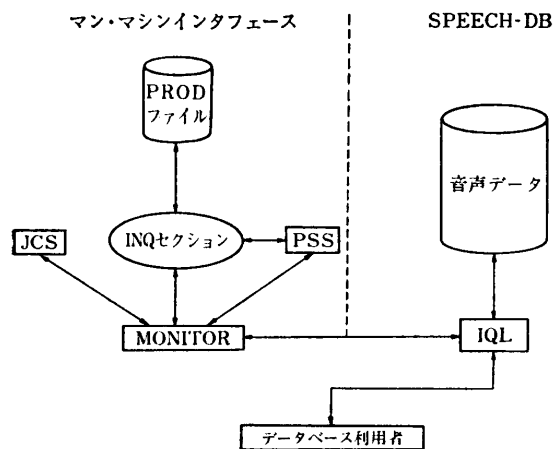 マン・マシンインタフェース
SPEECH-DB
PROD
ファイル
音声データ
JCS
INQセクション
PSS
MONITOR
IQL
データベース利用者